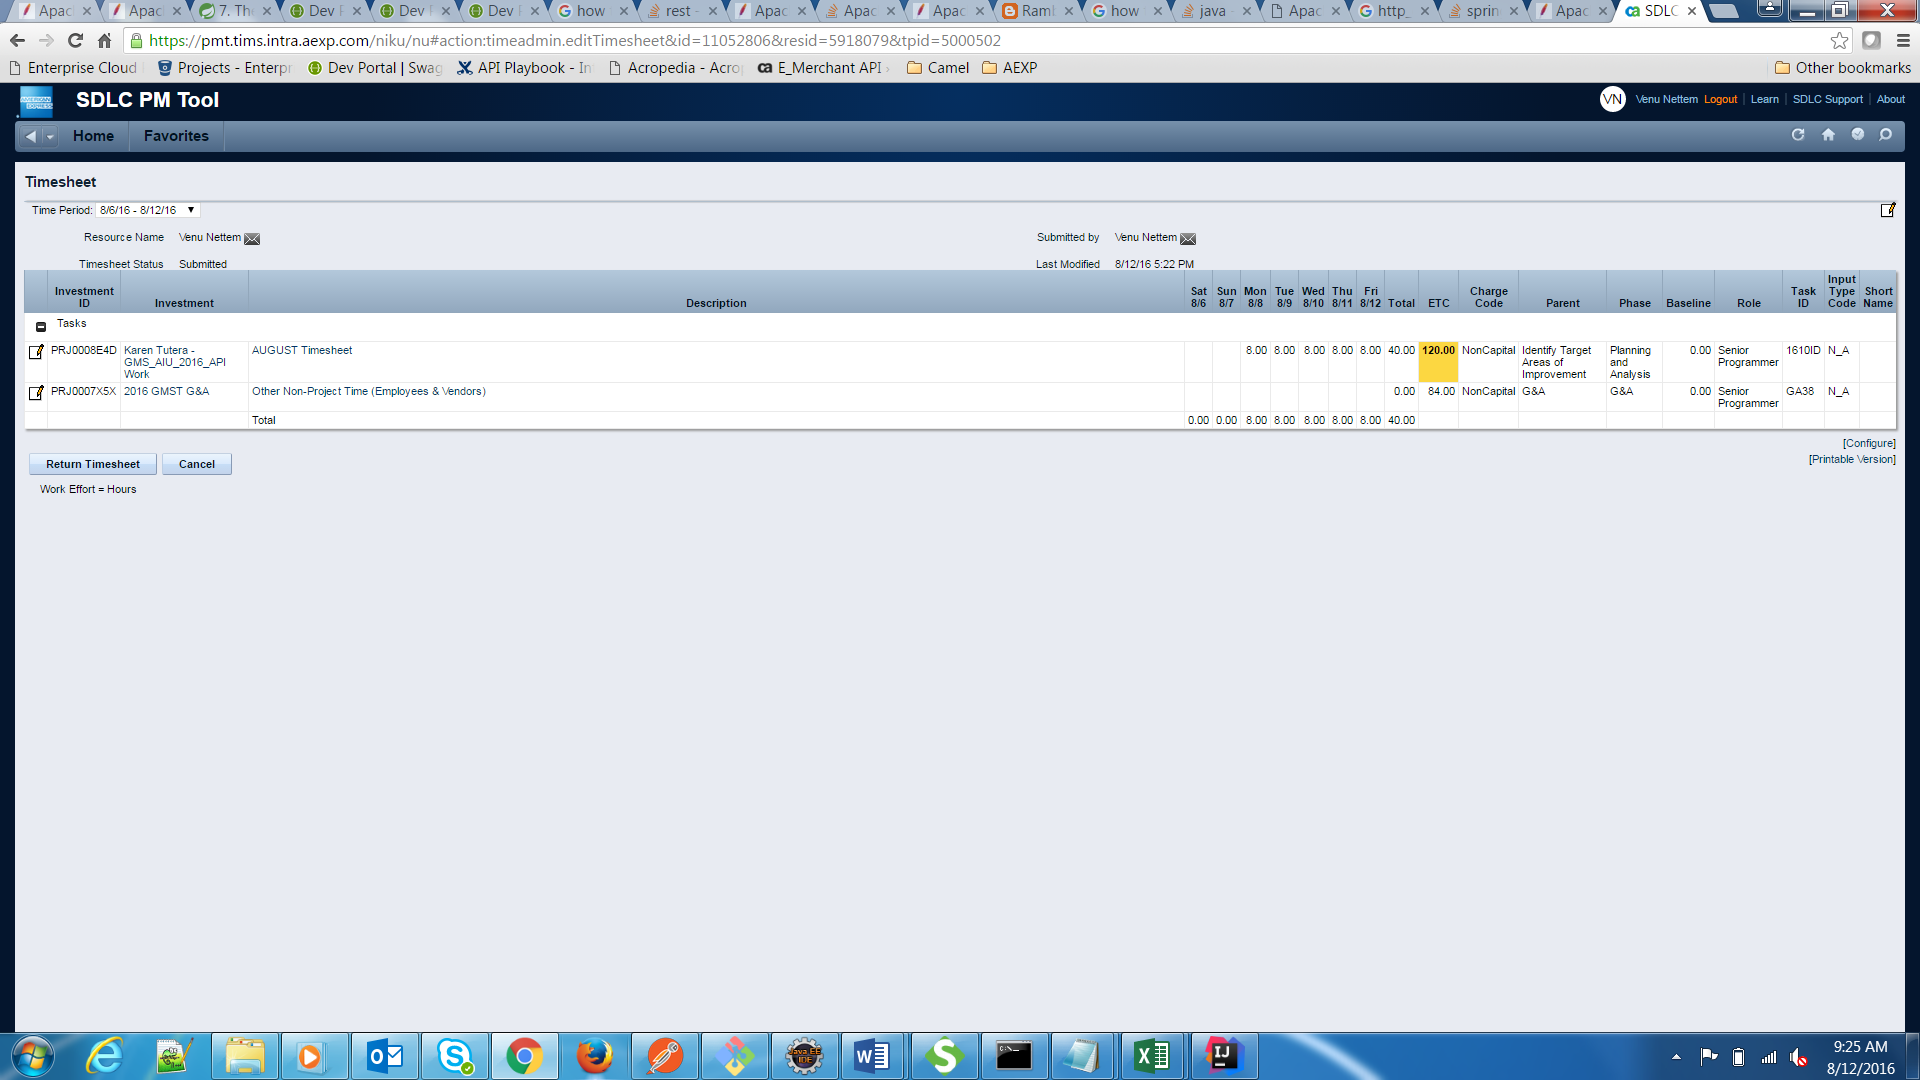 Apac
Apac
7. Th
Dev P
Dev
Dev P
how
rest -
Apac
Apac
Apac
Ramb
how
java -
Apac
http_
sprin
Apac
SDLC
https://pmt.tims.intra.aexp.com/niku/nu#action:timeadmin.editTimesheet&id=11052806&resid=5918079&tpid=5000502
Enterprise Cloud
Projects - Enterpr
Dev Portal | Swag
API Playbook - In
Acropedia - Acro
E_Merchant API
Camel
AEXP
Other bookmarks
AMERICAN EXPRESS
SDLC PM Tool
VN
Venu Nettem Logout | Learn | SDLC Support | About
Home
Favorites
Timesheet
Time Period: 8/6/16 - 8/12/16
Resource Name Venu Nettem
Submitted by Venu Nettem
Timesheet Status Submitted
Last Modified 8/12/16 5:22 PM
Investment ID Investment Description Sat 8/6 Sun 8/7 Mon 8/8 Tue 8/9 Wed 8/10 Thu 8/11 Fri 8/12 Total ETC Charge Code Parent Phase Baseline Role Task ID Input Type Code Short Name
Tasks
PRJ0008E4D Karen Tutera - GMS_AIU_2016_API Work AUGUST Timesheet 8.00 8.00 8.00 8.00 8.00 40.00 120.00 NonCapital Identify Target Areas of Improvement Planning and Analysis 0.00 Senior Programmer 1610ID N_A
PRJ0007X5X 2016 GMST G&A Other Non-Project Time (Employees & Vendors) 0.00 84.00 NonCapital G&A G&A 0.00 Senior Programmer GA38 N_A
Total 0.00 0.00 8.00 8.00 8.00 8.00 8.00 40.00
[Configure]
[Printable Version]
Return Timesheet
Cancel
Work Effort = Hours
Java EE IDE
9:25 AM
8/12/2016